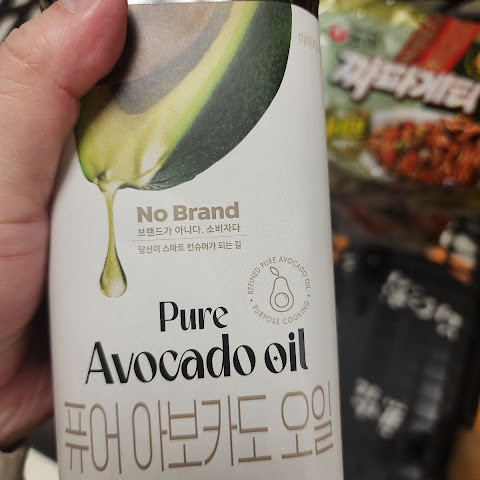 No Brand
브랜드가 아니다. 소비자다
당신이 스마트 컨슈머가 되는 길
REFINED PURE AVOCADO OIL
PURPOSE COOKING
Pure
Avocado oil
퓨어 아보카도 오일
농심
짜파게티